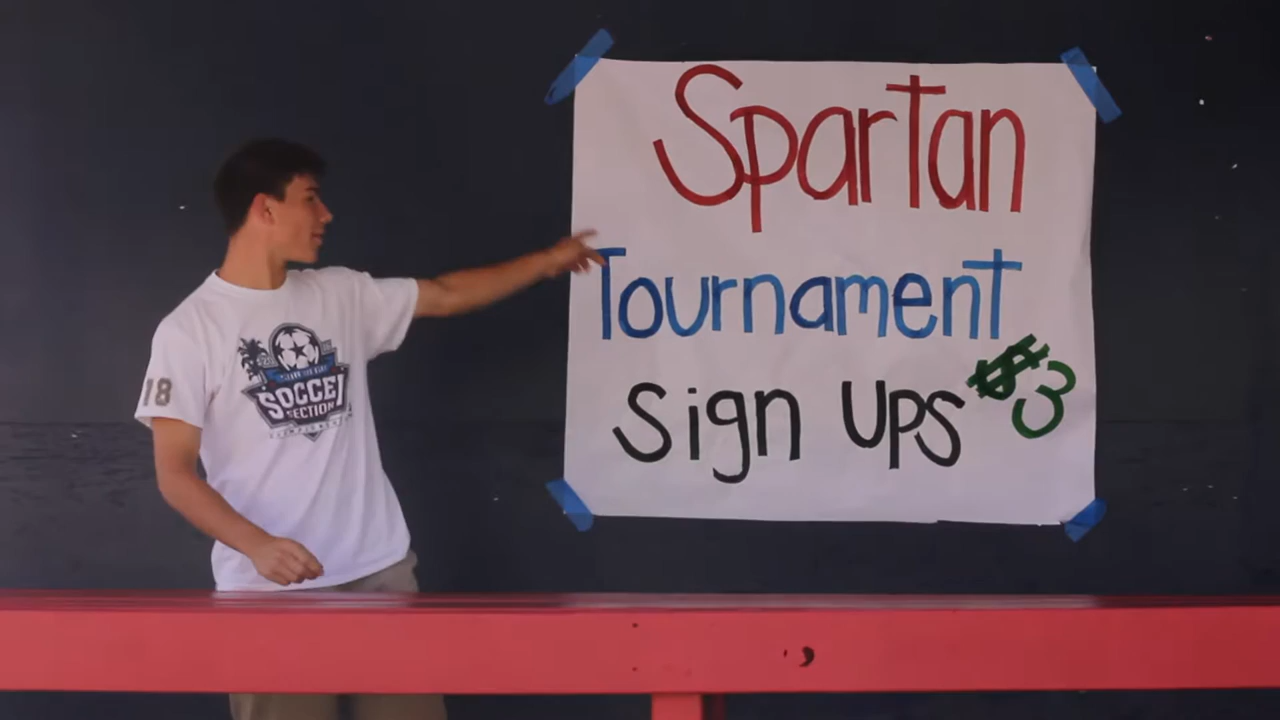 Spartan
Tournament
Sign Ups $3
18
SOCCER
SECTION